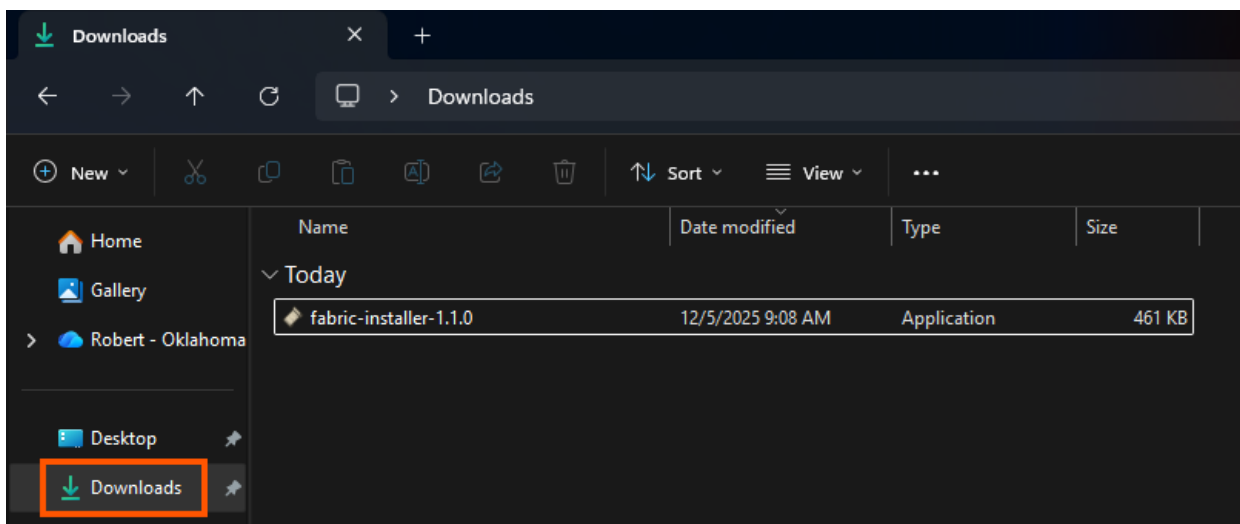 Downloads
Downloads
New Sort View
Name Date modified Type Size
Home
Today
Gallery
fabric-installer-1.1.0 12/5/2025 9:08 AM Application 461 KB
Robert - Oklahoma
Desktop
Downloads